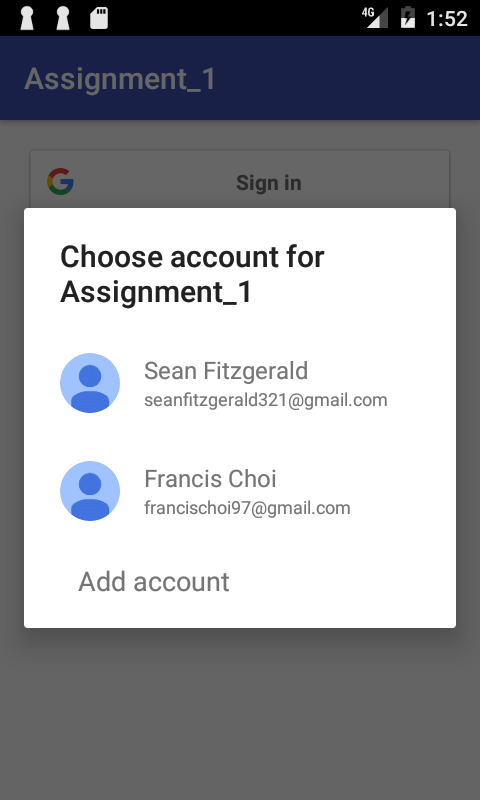 4G 1:52
Assignment_1
Sign in
Choose account for
Assignment_1
Sean Fitzgerald
seanfitzgerald321@gmail.com
Francis Choi
francischoi97@gmail.com
Add account